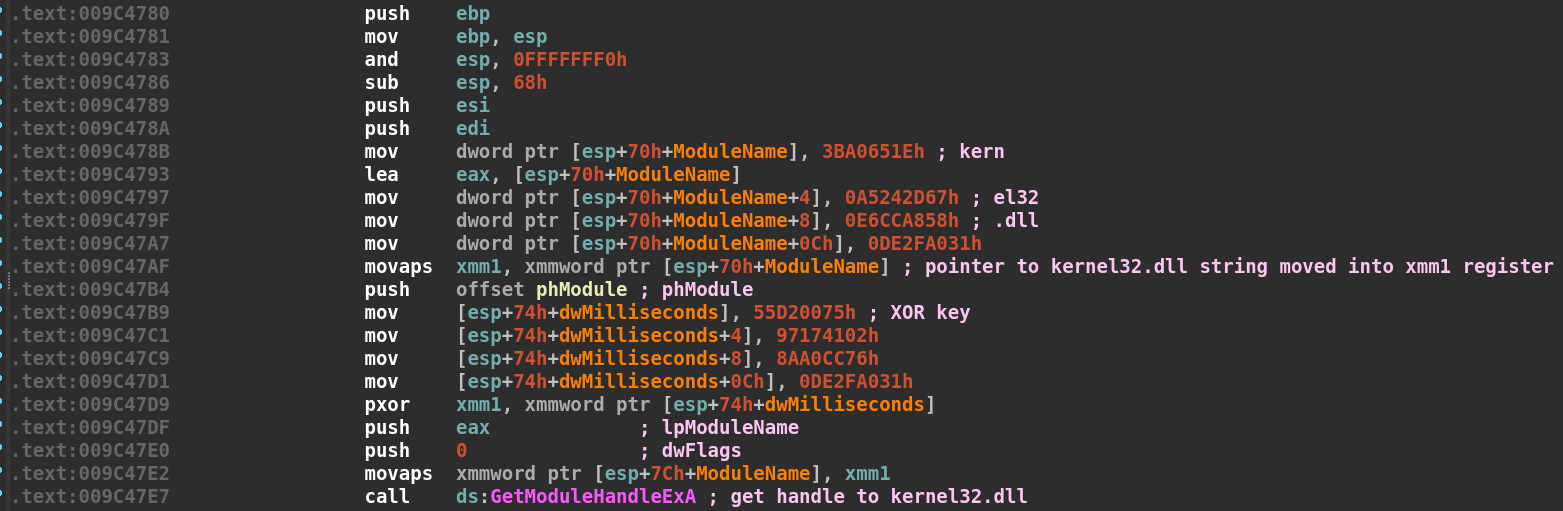 .text:009C4780 push ebp
.text:009C4781 mov ebp, esp
.text:009C4783 and esp, 0FFFFFFF0h
.text:009C4786 sub esp, 68h
.text:009C4789 push esi
.text:009C478A push edi
.text:009C478B mov dword ptr [esp+70h+ModuleName], 3BA0651Eh ; kern
.text:009C4793 lea eax, [esp+70h+ModuleName]
.text:009C4797 mov dword ptr [esp+70h+ModuleName+4], 0A5242D67h ; el32
.text:009C479F mov dword ptr [esp+70h+ModuleName+8], 0E6CCA858h ; .dll
.text:009C47A7 mov dword ptr [esp+70h+ModuleName+0Ch], 0DE2FA031h
.text:009C47AF movaps xmm1, xmmword ptr [esp+70h+ModuleName] ; pointer to kernel32.dll string moved into xmm1 register
.text:009C47B4 push offset phModule ; phModule
.text:009C47B9 mov [esp+74h+dwMilliseconds], 55D20075h ; XOR key
.text:009C47C1 mov [esp+74h+dwMilliseconds+4], 97174102h
.text:009C47C9 mov [esp+74h+dwMilliseconds+8], 8AA0CC76h
.text:009C47D1 mov [esp+74h+dwMilliseconds+0Ch], 0DE2FA031h
.text:009C47D9 pxor xmm1, xmmword ptr [esp+74h+dwMilliseconds]
.text:009C47DF push eax ; lpModuleName
.text:009C47E0 push 0 ; dwFlags
.text:009C47E2 movaps xmmword ptr [esp+7Ch+ModuleName], xmm1
.text:009C47E7 call ds:GetModuleHandleExA ; get handle to kernel32.dll